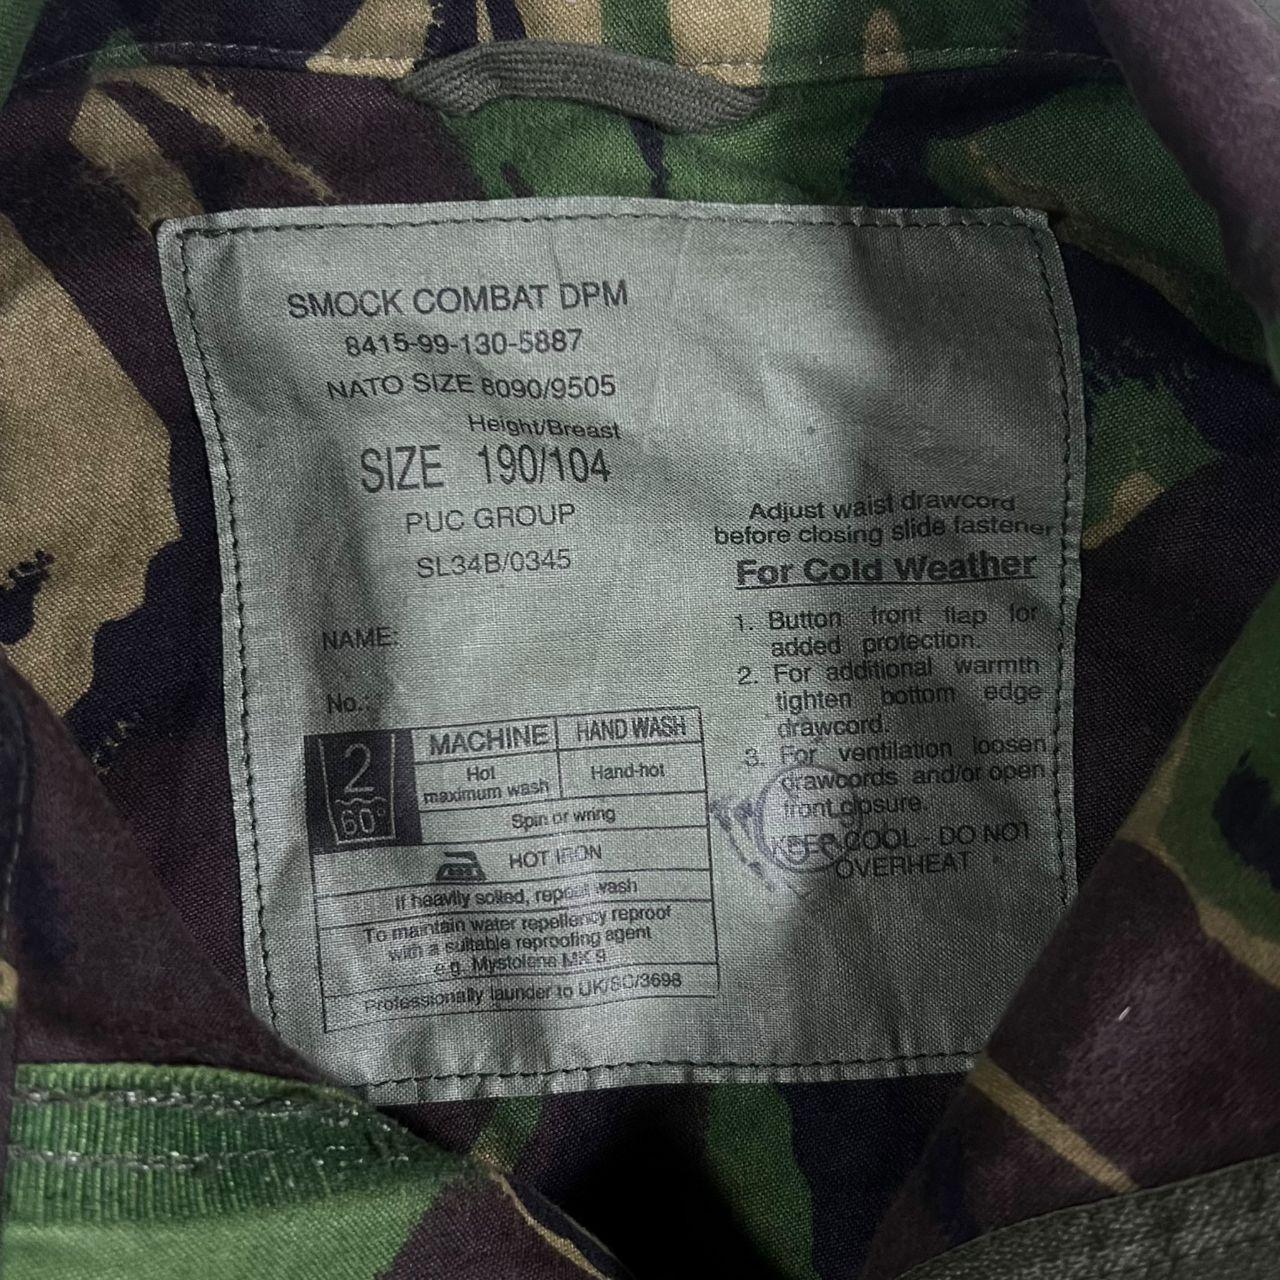 SMOCK COMBAT DPM
8415-99-130-5887
NATO SIZE 8090/9505
Height/Breast
SIZE 190/104
PUC GROUP
SL34B/0345
NAME:
No.:
2
60°
MACHINE
HAND WASH
Hot
maximum wash
Hand-hot
Spin or wring
HOT IRON
If heavily soiled, repeat wash
To maintain water repellency reproof
with a suitable reproofing agent
e.g. Mystolene MK 9
Professionally launder to UK/SC/3698
Adjust waist drawcord
before closing slide fastener
For Cold Weather
1. Button front flap for
added protection.
2. For additional warmth
tighten bottom edge
drawcord.
3. For ventilation loosen
drawcords and/or open
front closure.
KEEP COOL - DO NOT
OVERHEAT